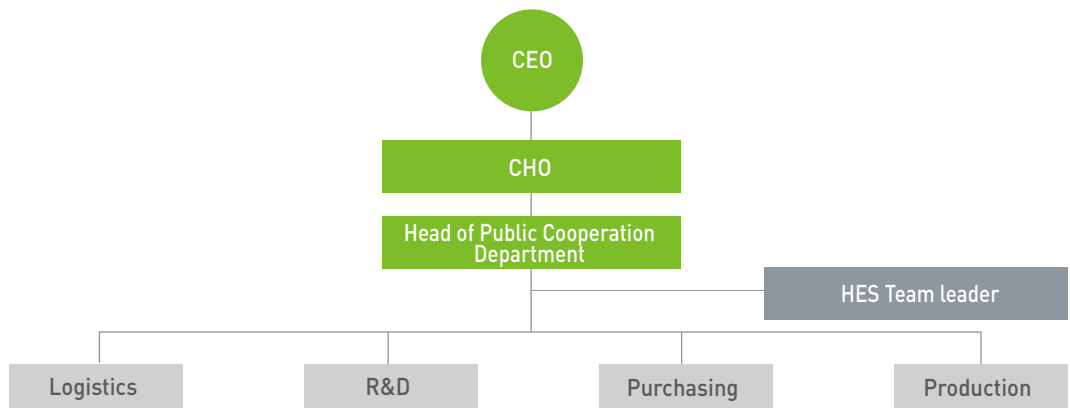 CEO
CHO
Head of Public Cooperation
Department
HES Team leader
Logistics
R&D
Purchasing
Production